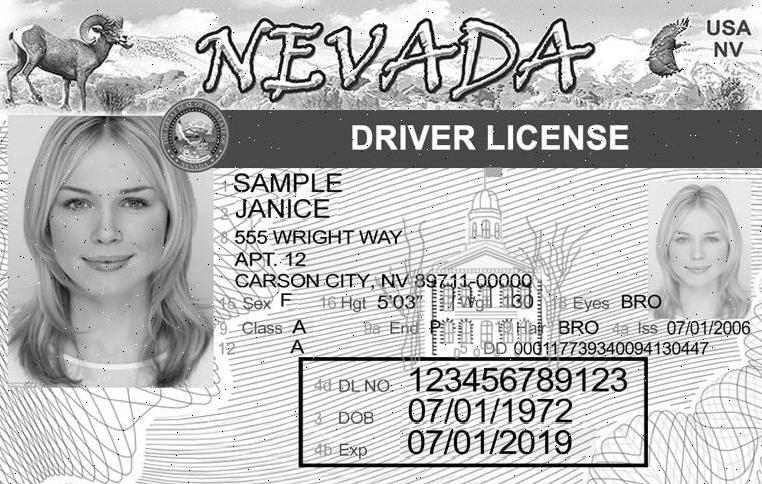 NEVADA
USA
NV
DRIVER LICENSE
1 SAMPLE
2 JANICE
8 555 WRIGHT WAY
APT. 12
CARSON CITY, NV 89711-00000
15 Sex F 16 Hgt 5'03" 17 Wgt 130 18 Eyes BRO
9 Class A 9a End P Hair BRO 4a Iss 07/01/2006
12 A 5 DD 000117739340094130447
4d DL NO. 123456789123
3 DOB 07/01/1972
4b Exp 07/01/2019